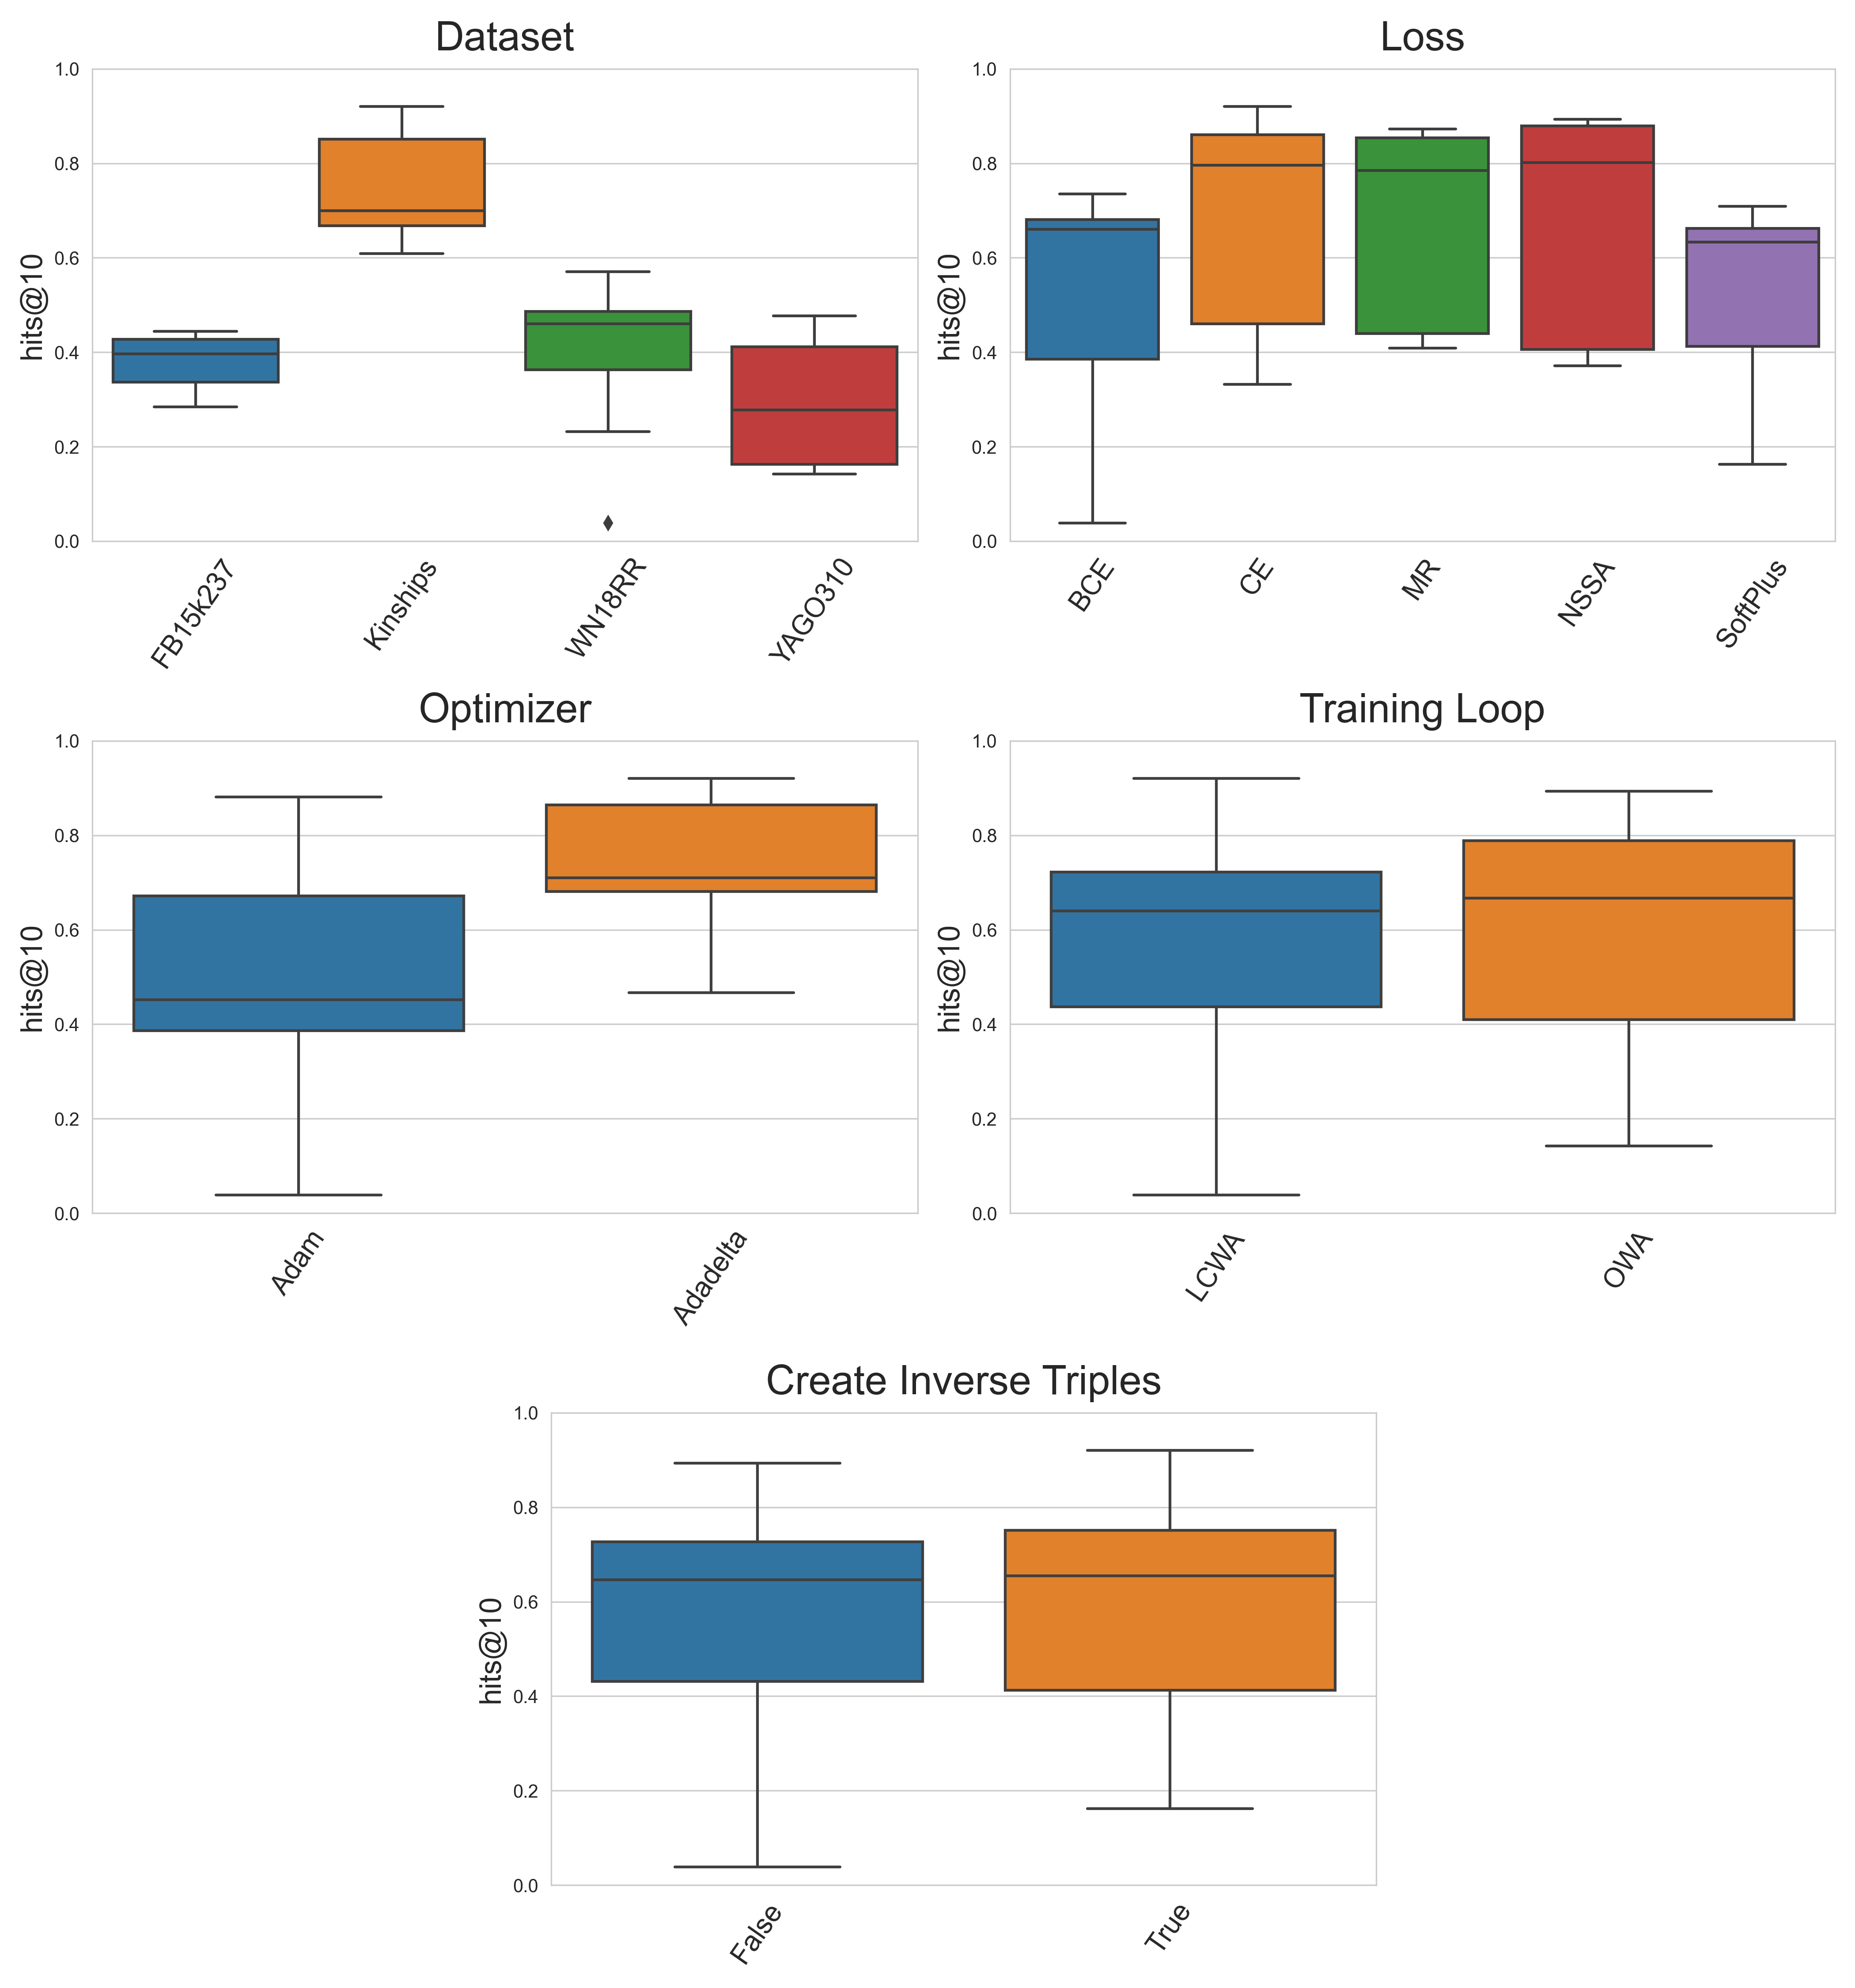 Dataset
hits@10
1.0
0.8
0.6
0.4
0.2
0.0
FB15k237
Kinships
WN18RR
YAGO310
Loss
hits@10
1.0
0.8
0.6
0.4
0.2
0.0
BCE
CE
MR
NSSA
SoftPlus
Optimizer
hits@10
1.0
0.8
0.6
0.4
0.2
0.0
Adam
Adadelta
Training Loop
hits@10
1.0
0.8
0.6
0.4
0.2
0.0
LCWA
OWA
Create Inverse Triples
hits@10
1.0
0.8
0.6
0.4
0.2
0.0
False
True